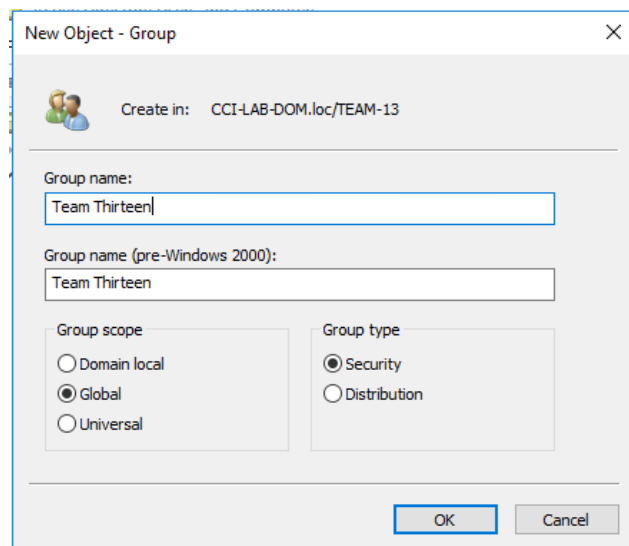 New Object - Group
Create in: CCI-LAB-DOM.loc/TEAM-13
Group name:
Team Thirteen
Group name (pre-Windows 2000):
Team Thirteen
Group scope
Domain local
Global
Universal
Group type
Security
Distribution
OK
Cancel